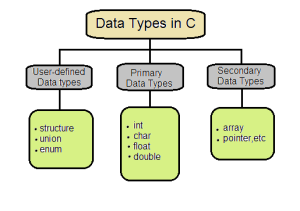 Data Types in C
User-defined
Data types
Primary
Data Types
Secondary
Data Types
• structure
• union
• enum
• int
• char
• float
• double
• array
• pointer,etc